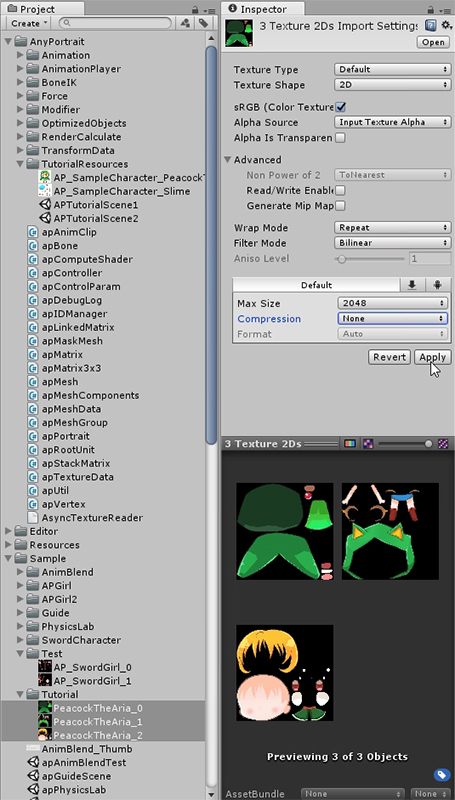 Project
Create
AnyPortrait
Animation
AnimationPlayer
BoneIK
Force
Modifier
OptimizedObjects
RenderCalculate
TransformData
TutorialResources
AP_SampleCharacter_Peacock
AP_SampleCharacter_Slime
APTutorialScene1
APTutorialScene2
apAnimClip
apBone
apComputeShader
apController
apControlParam
apDebugLog
apIDManager
apLinkedMatrix
apMaskMesh
apMatrix
apMatrix3x3
apMesh
apMeshComponents
apMeshData
apMeshGroup
apPortrait
apRootUnit
apStackMatrix
apTextureData
apUtil
apVertex
AsyncTextureReader
Editor
Resources
Sample
AnimBlend
APGirl
APGirl2
Guide
PhysicsLab
SwordCharacter
Test
AP_SwordGirl_0
AP_SwordGirl_1
Tutorial
PeacockTheAria_0
PeacockTheAria_1
PeacockTheAria_2
AnimBlend_Thumb
apAnimBlendTest
apGuideScene
apPhysicsLab
Inspector
3 Texture 2Ds Import Settings
Open
Texture Type Default
Texture Shape 2D
sRGB (Color Texture
Alpha Source Input Texture Alpha
Alpha Is Transparen
Advanced
Non Power of 2 ToNearest
Read/Write Enable
Generate Mip Map
Wrap Mode Repeat
Filter Mode Bilinear
Aniso Level 1
Default
Max Size 2048
Compression None
Format Auto
Revert Apply
3 Texture 2Ds
Previewing 3 of 3 Objects
AssetBundle None None